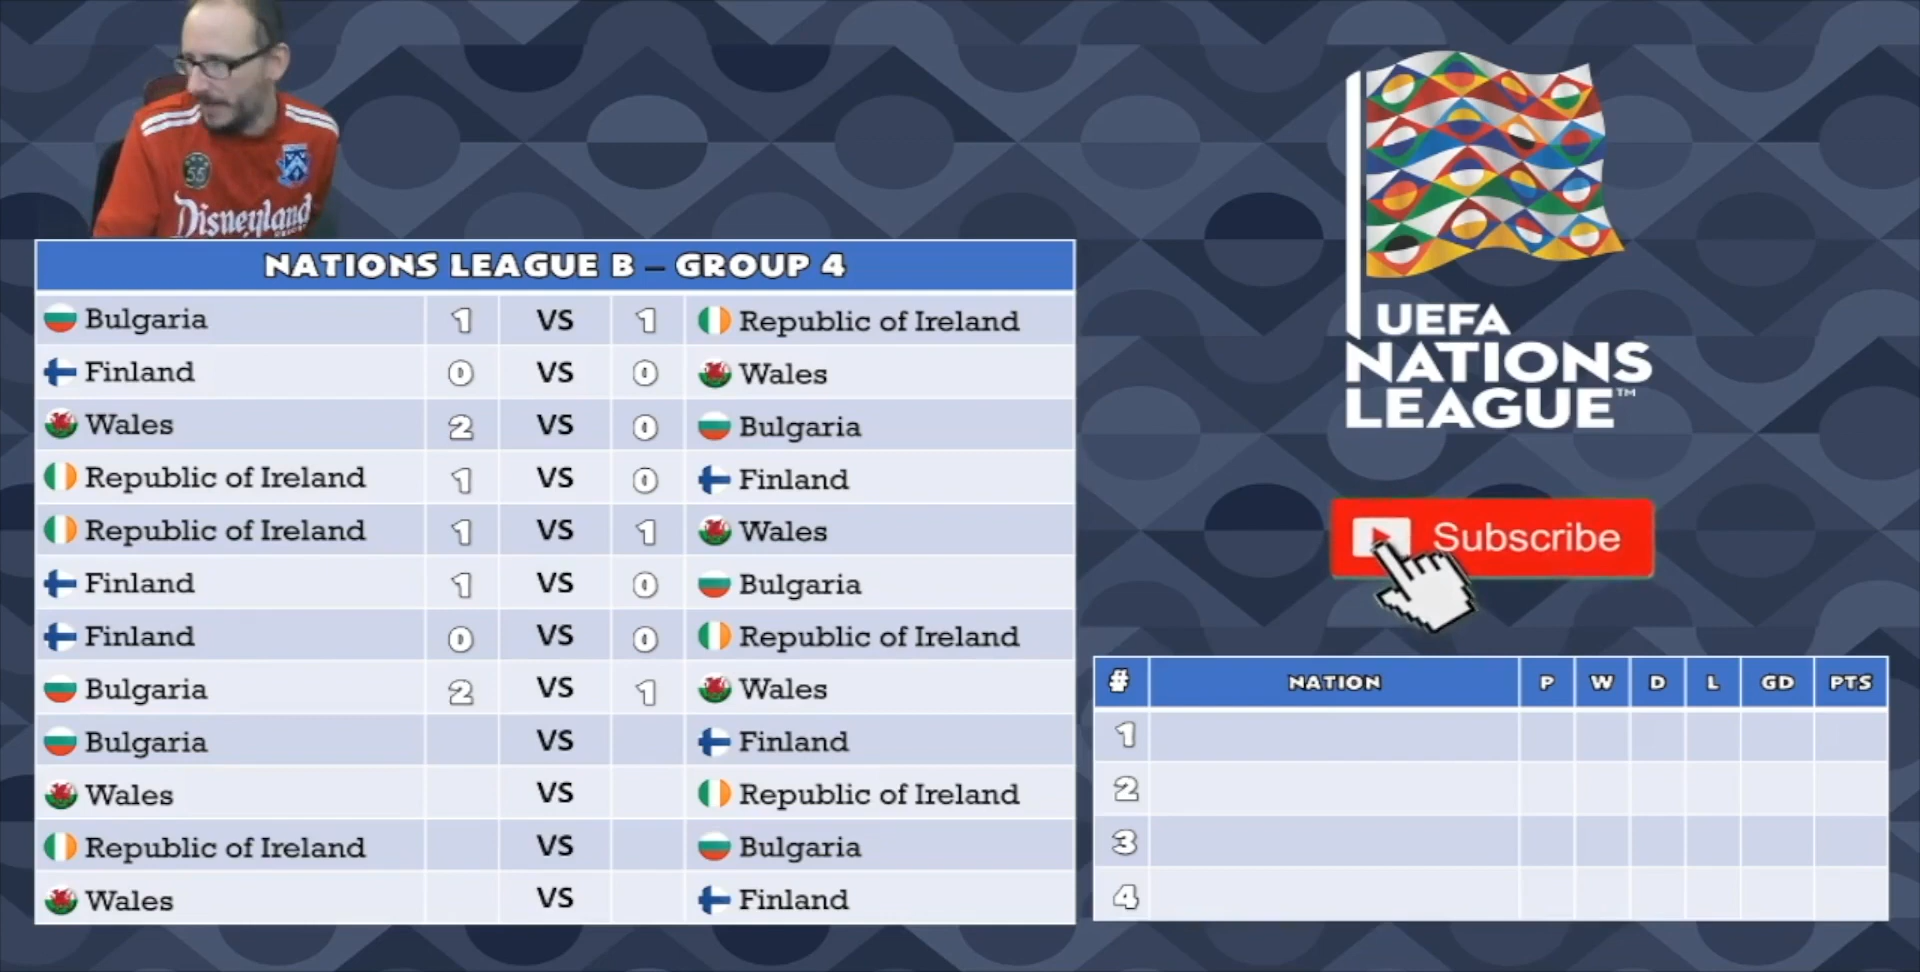 55
Disneyland
NATIONS LEAGUE B – GROUP 4
Bulgaria 1 VS 1 Republic of Ireland
Finland 0 VS 0 Wales
Wales 2 VS 0 Bulgaria
Republic of Ireland 1 VS 0 Finland
Republic of Ireland 1 VS 1 Wales
Finland 1 VS 0 Bulgaria
Finland 0 VS 0 Republic of Ireland
Bulgaria 2 VS 1 Wales
Bulgaria VS Finland
Wales VS Republic of Ireland
Republic of Ireland VS Bulgaria
Wales VS Finland
UEFA
NATIONS
LEAGUE™
Subscribe
# NATION P W D L GD PTS
1
2
3
4